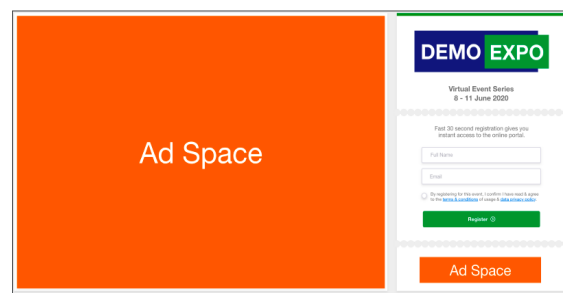 Ad Space
DEMO EXPO
Virtual Event Series
8 - 11 June 2020
Fast 30 second registration gives you
instant access to the online portal.
Full Name
Email
By registering for this event, I confirm I have read & agree
to the terms & conditions of usage & data privacy policy.
Register
Ad Space